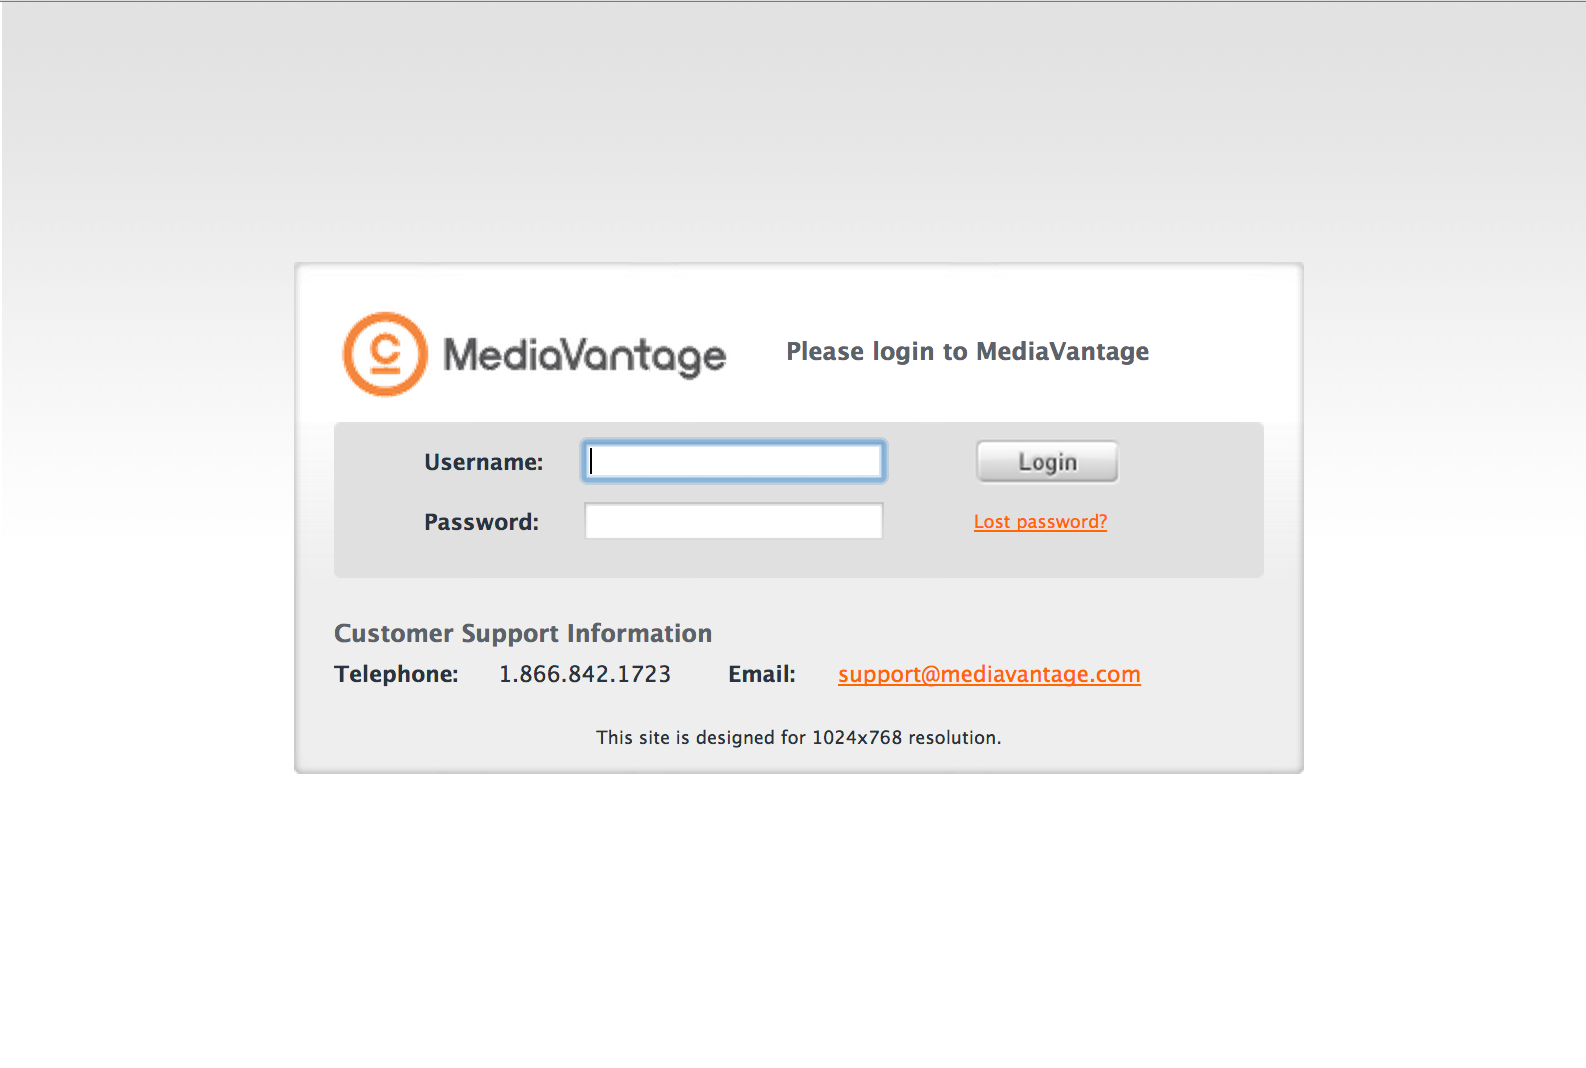 MediaVantage
Please login to MediaVantage
Username:
Login
Password:
Lost password?
Customer Support Information
Telephone: 1.866.842.1723 Email: support@mediavantage.com
This site is designed for 1024x768 resolution.